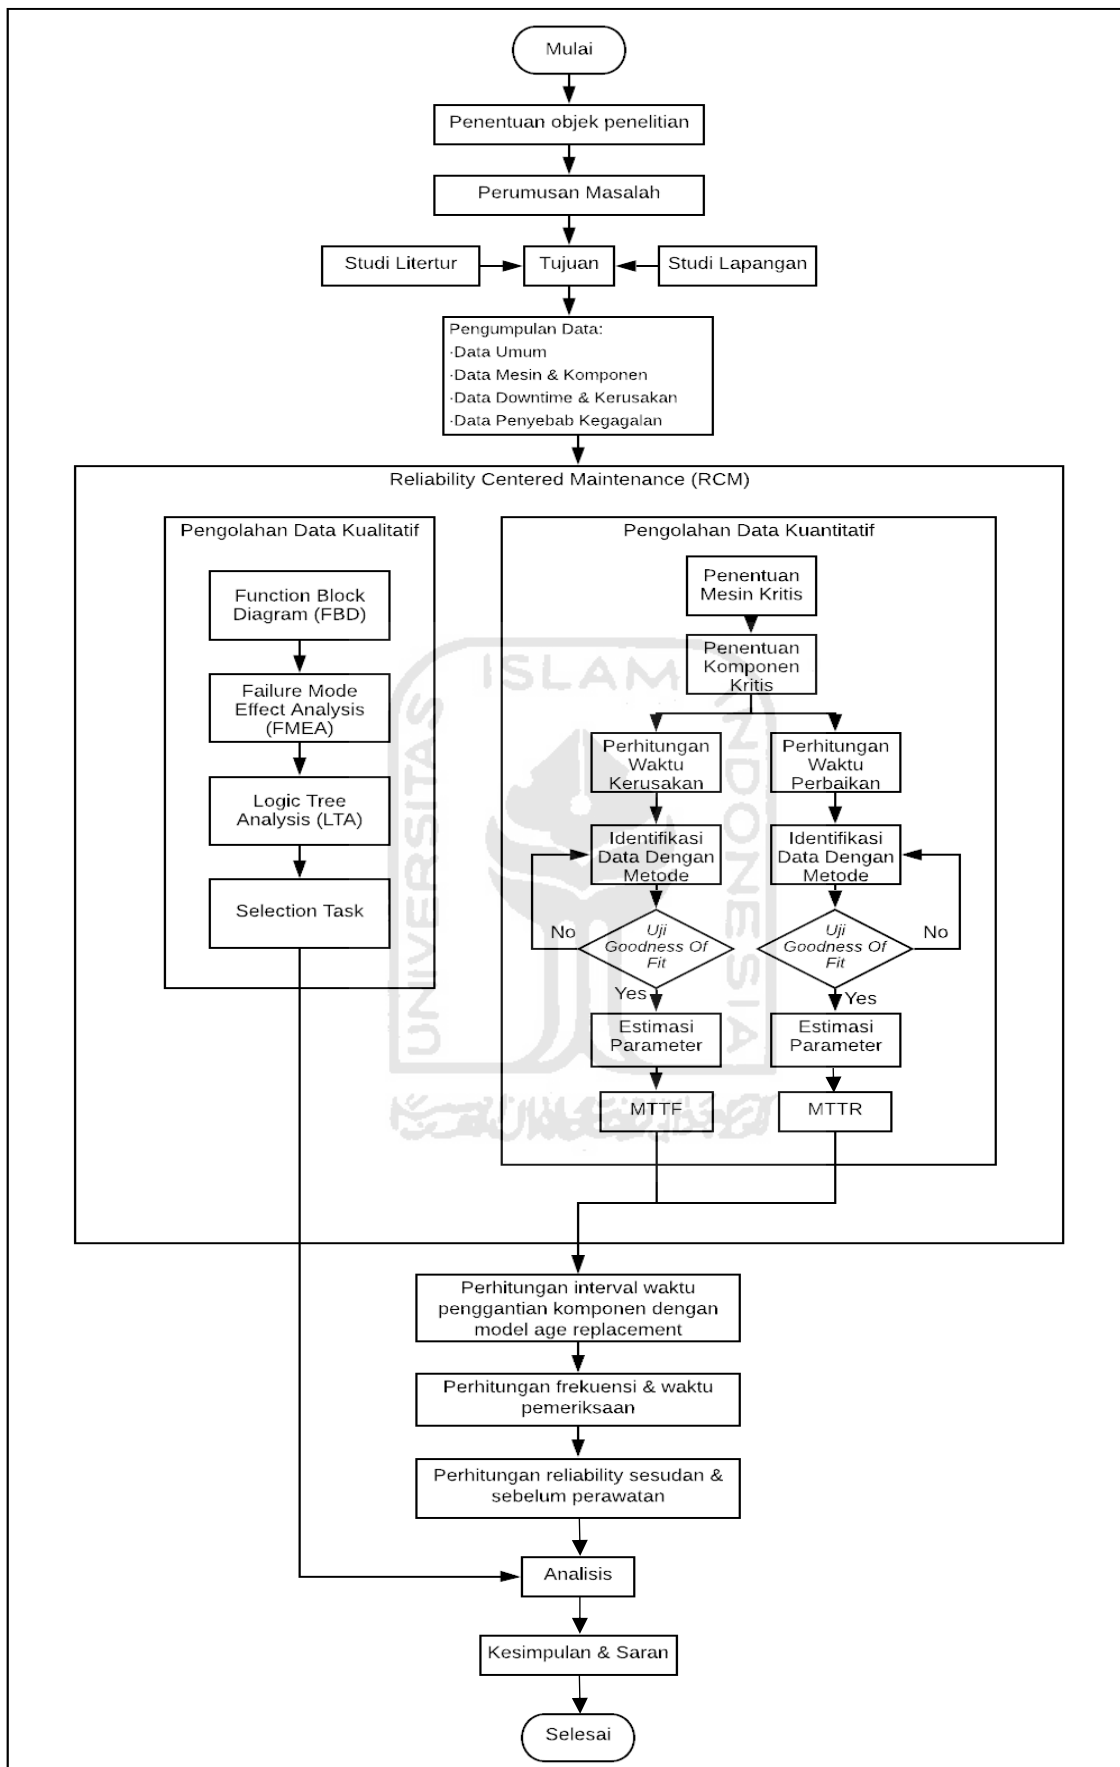 Mulai
Penentuan objek penelitian
Perumusan Masalah
Studi Litertur
Tujuan
Studi Lapangan
Pengumpulan Data:
·Data Umum
·Data Mesin & Komponen
·Data Downtime & Kerusakan
·Data Penyebab Kegagalan
Reliability Centered Maintenance (RCM)
Pengolahan Data Kualitatif
Function Block
Diagram (FBD)
Failure Mode
Effect Analysis
(FMEA)
Logic Tree
Analysis (LTA)
Selection Task
Pengolahan Data Kuantitatif
Penentuan
Mesin Kritis
Penentuan
Komponen
Kritis
Perhitungan
Waktu
Kerusakan
Perhitungan
Waktu
Perbaikan
Identifikasi
Data Dengan
Metode
Identifikasi
Data Dengan
Metode
No
Uji
Goodness Of
Fit
Uji
Goodness Of
Fit
No
Yes
Yes
Estimasi
Parameter
Estimasi
Parameter
MTTF
MTTR
UNIVERSITAS
ISLAM
INDONESIA
Perhitungan interval waktu
penggantian komponen dengan
model age replacement
Perhitungan frekuensi & waktu
pemeriksaan
Perhitungan reliability sesudan &
sebelum perawatan
Analisis
Kesimpulan & Saran
Selesai